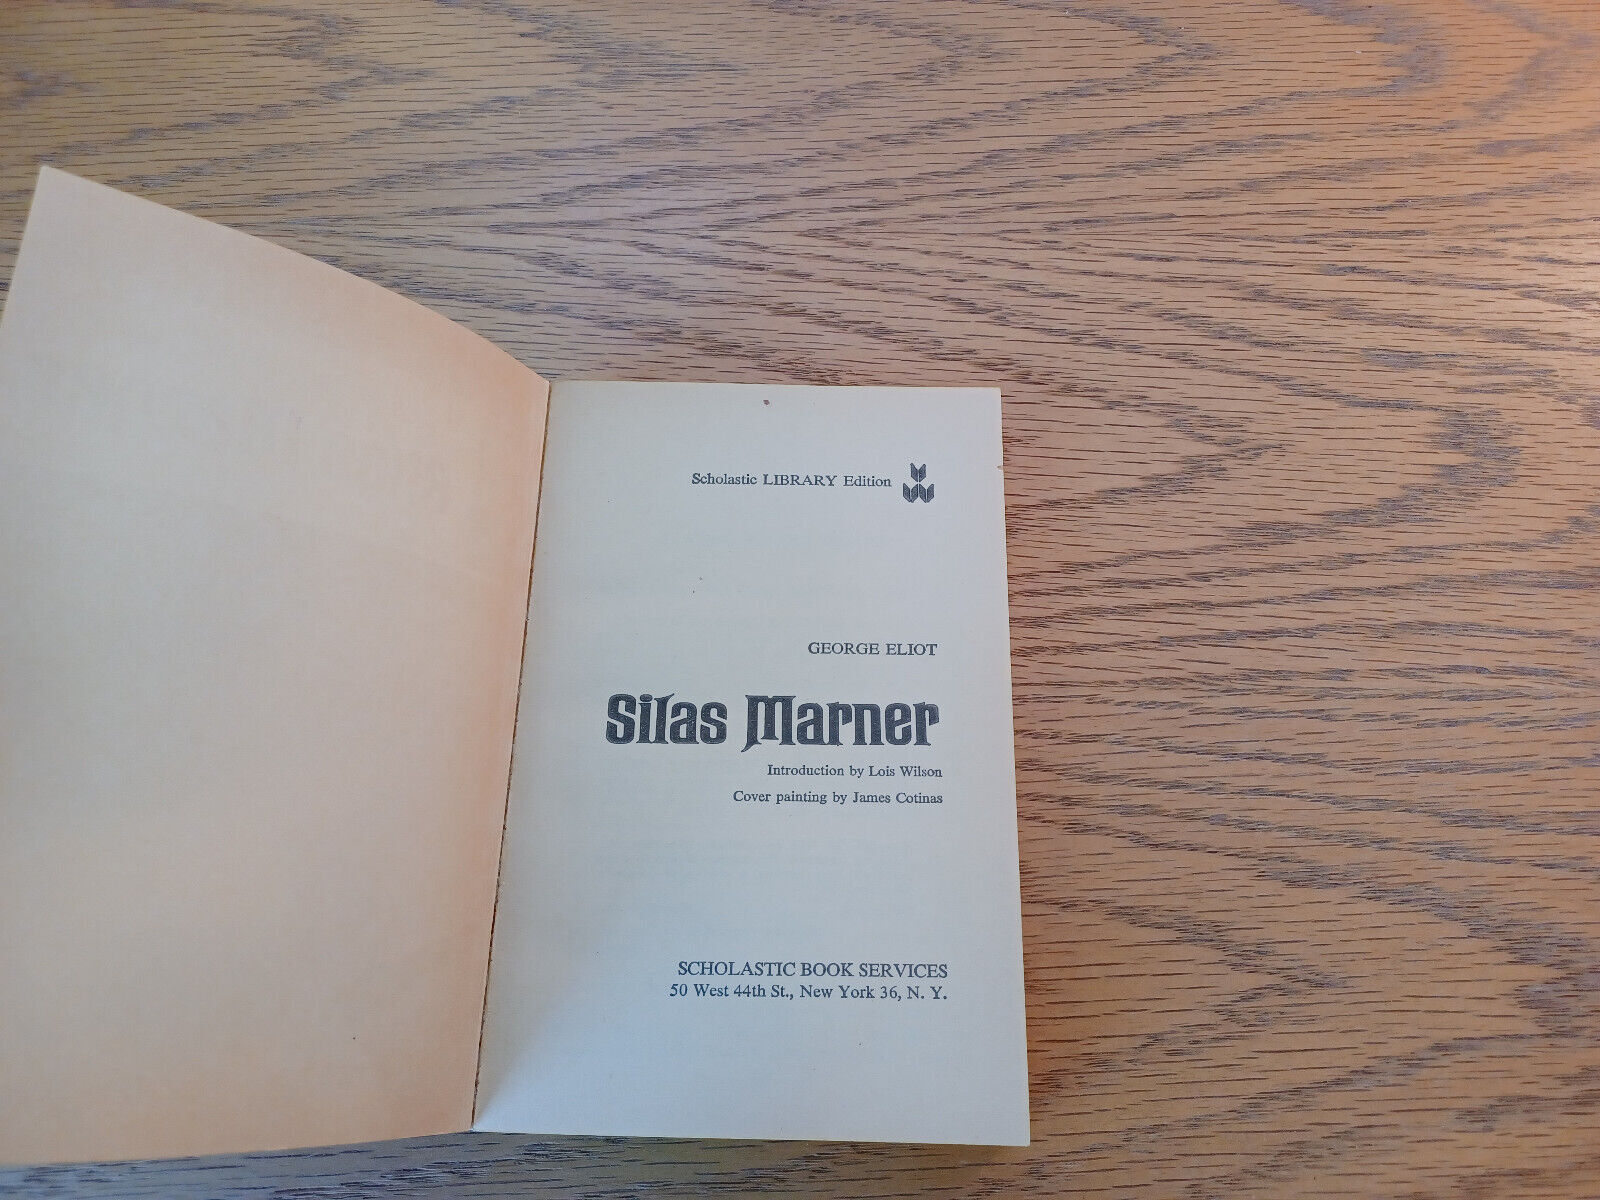 Scholastic LIBRARY Edition
GEORGE ELIOT
Silas Marner
Introduction by Lois Wilson
Cover painting by James Cotinas
SCHOLASTIC BOOK SERVICES
50 West 44th St., New York 36, N. Y.